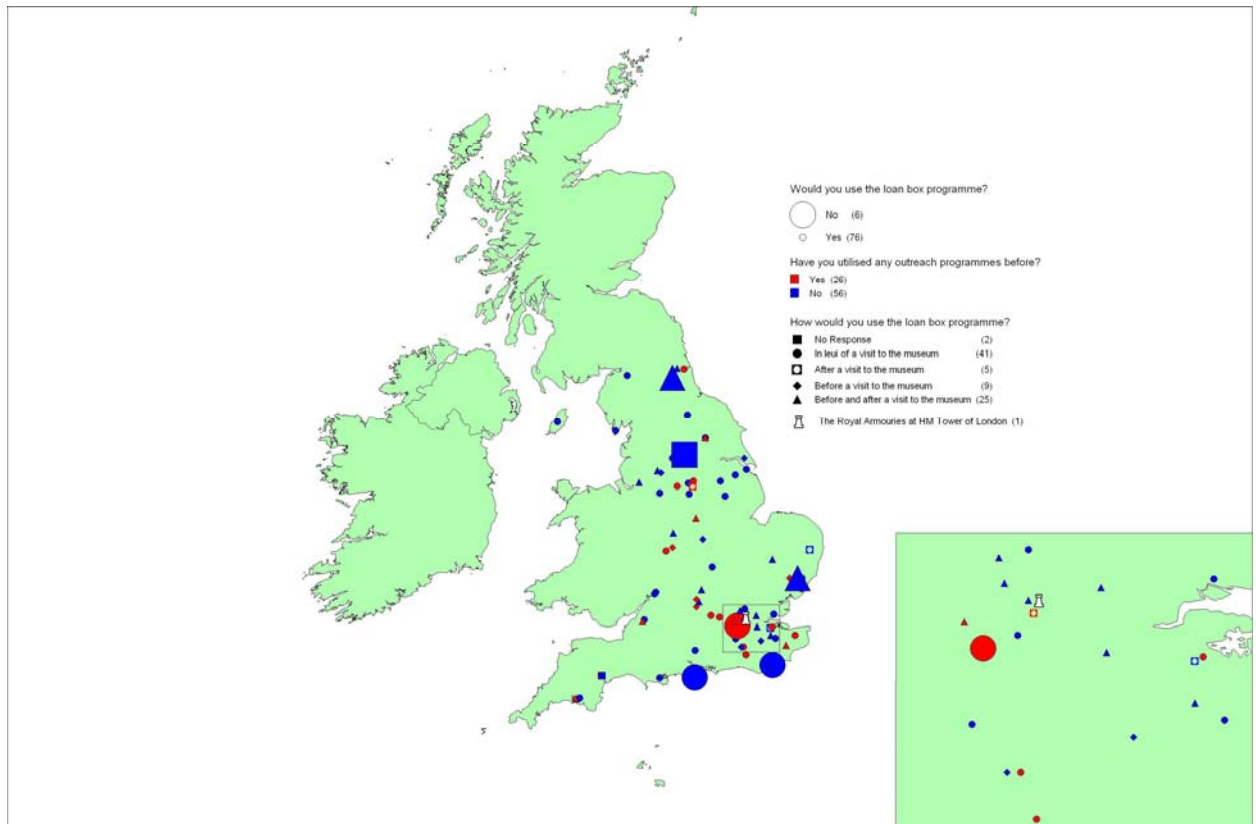 Would you use the loan box programme?
No (6)
Yes (76)
Have you utilised any outreach programmes before?
Yes (26)
No (56)
How would you use the loan box programme?
No Response (2)
In leui of a visit to the museum (41)
After a visit to the museum (5)
Before a visit to the museum (9)
Before and after a visit to the museum (25)
The Royal Armouries at HM Tower of London (1)